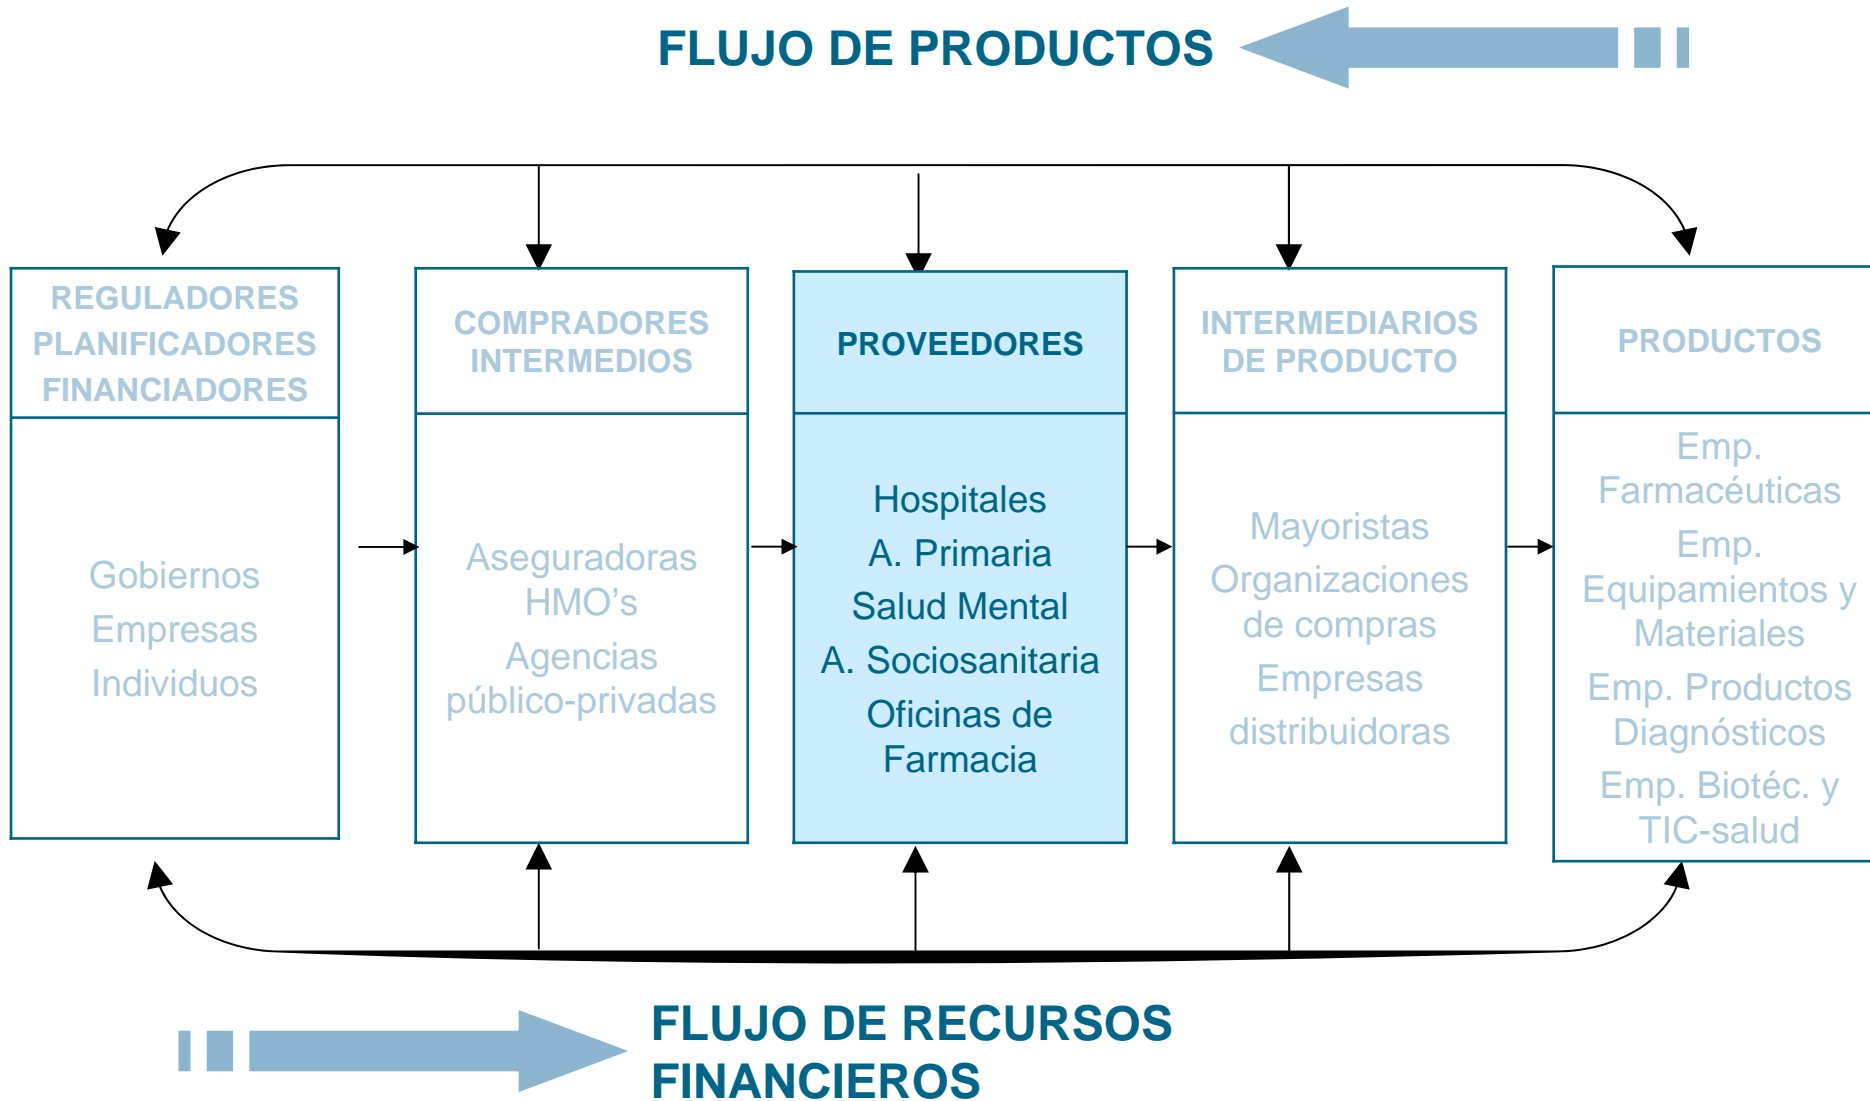 FLUJO DE PRODUCTOS
REGULADORES
PLANIFICADORES
FINANCIADORES
Gobiernos
Empresas
Individuos
COMPRADORES
INTERMEDIOS
Aseguradoras
HMO’s
Agencias
público-privadas
PROVEEDORES
Hospitales
A. Primaria
Salud Mental
A. Sociosanitaria
Oficinas de
Farmacia
INTERMEDIARIOS
DE PRODUCTO
Mayoristas
Organizaciones
de compras
Empresas
distribuidoras
PRODUCTOS
Emp.
Farmacéuticas
Emp.
Equipamientos y
Materiales
Emp. Productos
Diagnósticos
Emp. Biotéc. y
TIC-salud
FLUJO DE RECURSOS
FINANCIEROS